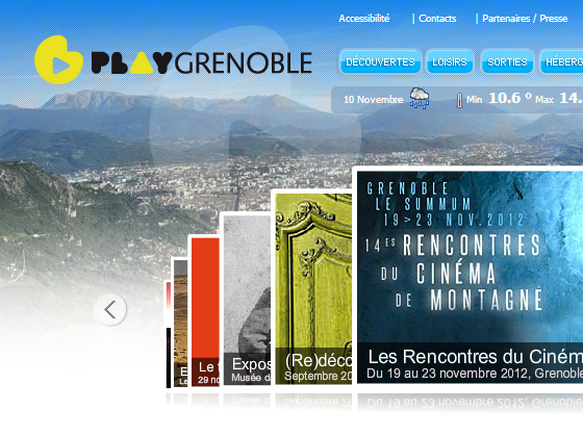 Accessibilité | Contacts | Partenaires / Presse
PLAYGRENOBLE
DÉCOUVERTES LOISIRS SORTIES HÉBERG
10 Novembre Min 10.6 º Max 14.
GRENOBLE
LE SUMMUM
19>23 NOV.2012
14ES RENCONTRES
DU CINÉMA
DE MONTAGNE
Les Rencontres du Ciném
Du 19 au 23 novembre 2012, Grenoble
(Re)déco
Septembre 20
Expos
Musée d
Le f
29 no
E
Le